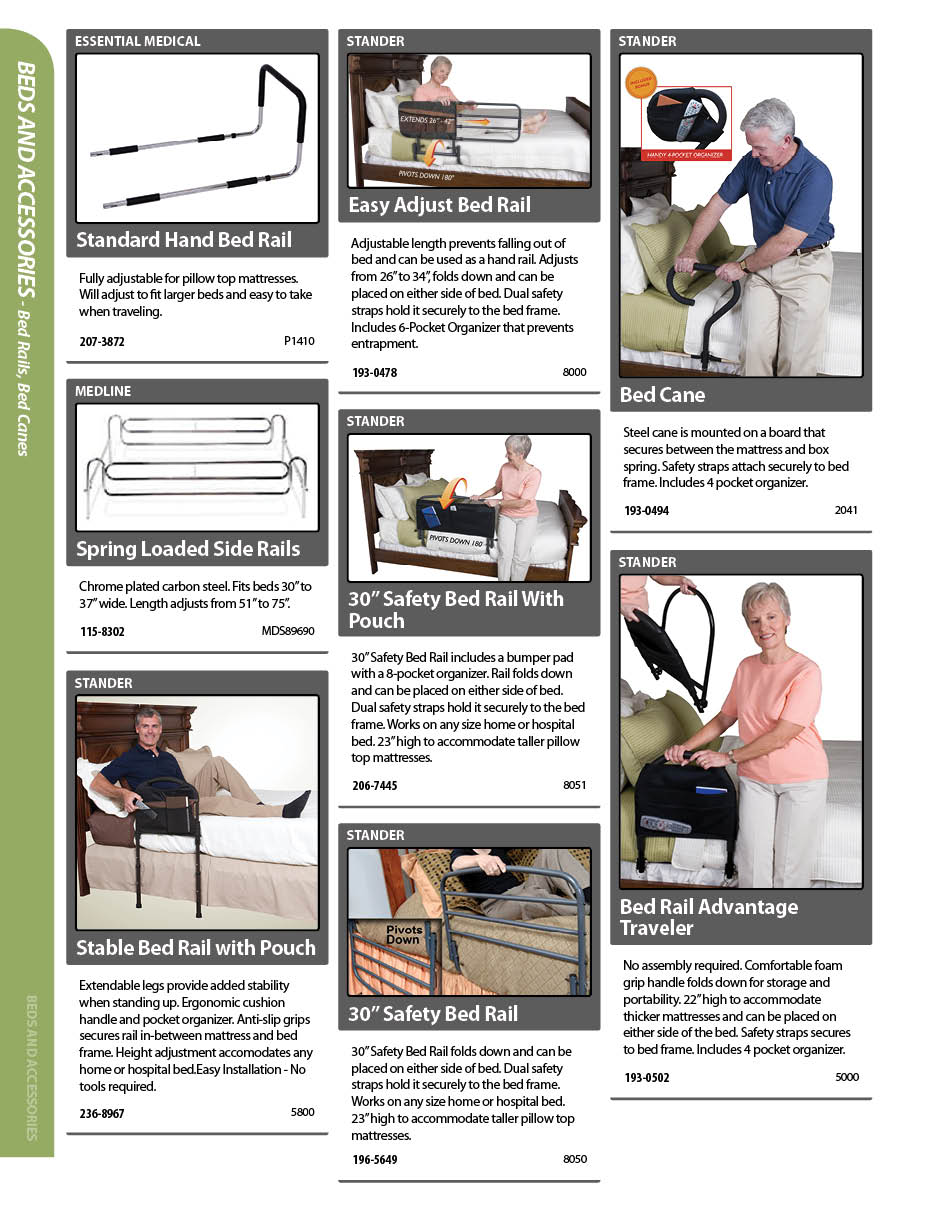 BEDS AND ACCESSORIES - Bed Rails, Bed Canes
BEDS AND ACCESSORIES
ESSENTIAL MEDICAL
Standard Hand Bed Rail
Fully adjustable for pillow top mattresses.
Will adjust to fit larger beds and easy to take
when traveling.
207-3872 P1410
MEDLINE
Spring Loaded Side Rails
Chrome plated carbon steel. Fits beds 30” to
37” wide. Length adjusts from 51” to 75”.
115-8302 MDS89690
STANDER
Stable Bed Rail with Pouch
Extendable legs provide added stability
when standing up. Ergonomic cushion
handle and pocket organizer. Anti-slip grips
secures rail in-between mattress and bed
frame. Height adjustment accomodates any
home or hospital bed.Easy Installation - No
tools required.
236-8967 5800
STANDER
EXTENDS 26" - 42"
PIVOTS DOWN 180°
Easy Adjust Bed Rail
Adjustable length prevents falling out of
bed and can be used as a hand rail. Adjusts
from 26” to 34”, folds down and can be
placed on either side of bed. Dual safety
straps hold it securely to the bed frame.
Includes 6-Pocket Organizer that prevents
entrapment.
193-0478 8000
STANDER
PIVOTS DOWN 180°
30” Safety Bed Rail With
Pouch
30” Safety Bed Rail includes a bumper pad
with a 8-pocket organizer. Rail folds down
and can be placed on either side of bed.
Dual safety straps hold it securely to the bed
frame. Works on any size home or hospital
bed. 23” high to accommodate taller pillow
top mattresses.
206-7445 8051
STANDER
Pivots
Down
30” Safety Bed Rail
30” Safety Bed Rail folds down and can be
placed on either side of bed. Dual safety
straps hold it securely to the bed frame.
Works on any size home or hospital bed.
23” high to accommodate taller pillow top
mattresses.
196-5649 8050
STANDER
INCLUDED
BONUS
HANDY 4-POCKET ORGANIZER
Bed Cane
Steel cane is mounted on a board that
secures between the mattress and box
spring. Safety straps attach securely to bed
frame. Includes 4 pocket organizer.
193-0494 2041
STANDER
Bed Rail Advantage
Traveler
No assembly required. Comfortable foam
grip handle folds down for storage and
portability. 22” high to accommodate
thicker mattresses and can be placed on
either side of the bed. Safety straps secures
to bed frame. Includes 4 pocket organizer.
193-0502 5000